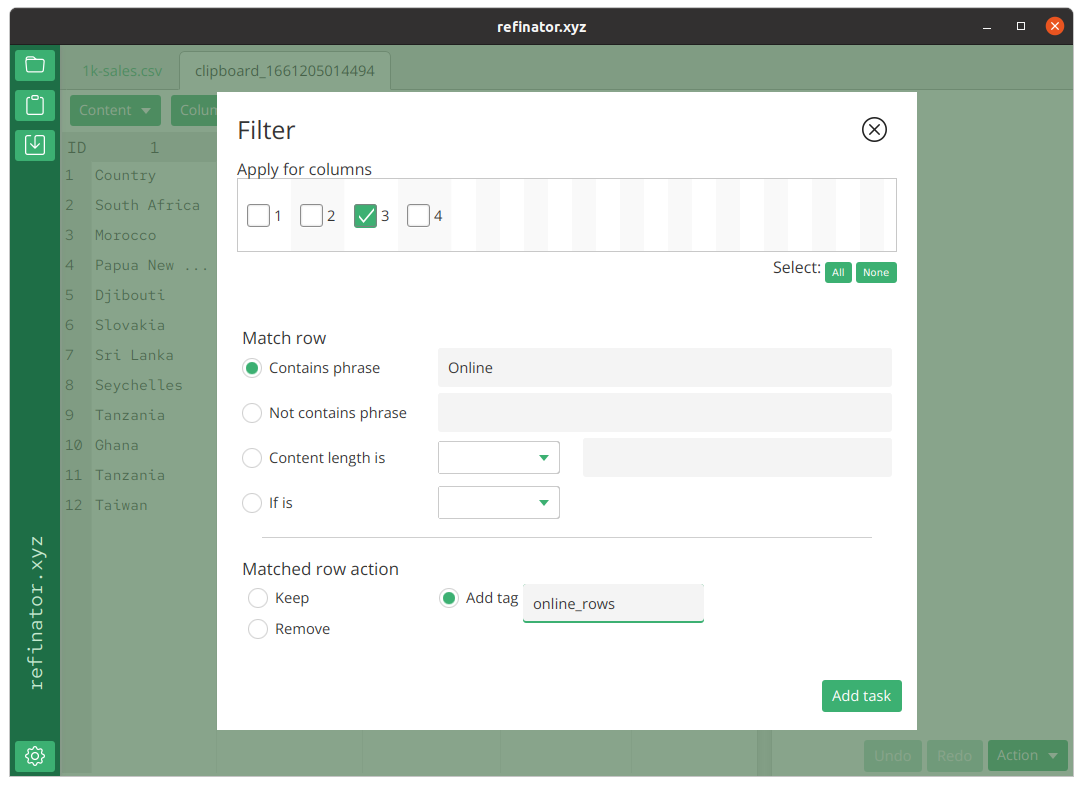 refinator.xyz
1k-sales.csv
clipboard_1661205014494
Content
Colum
Filter
Apply for columns
1 2 3 4
Select: All None
Match row
Contains phrase Online
Not contains phrase
Content length is
If is
Matched row action
Keep
Add tag online_rows
Remove
Add task
ID 1
1 Country
2 South Africa
3 Morocco
4 Papua New ...
5 Djibouti
6 Slovakia
7 Sri Lanka
8 Seychelles
9 Tanzania
10 Ghana
11 Tanzania
12 Taiwan
refinator.xyz
Undo Redo Action